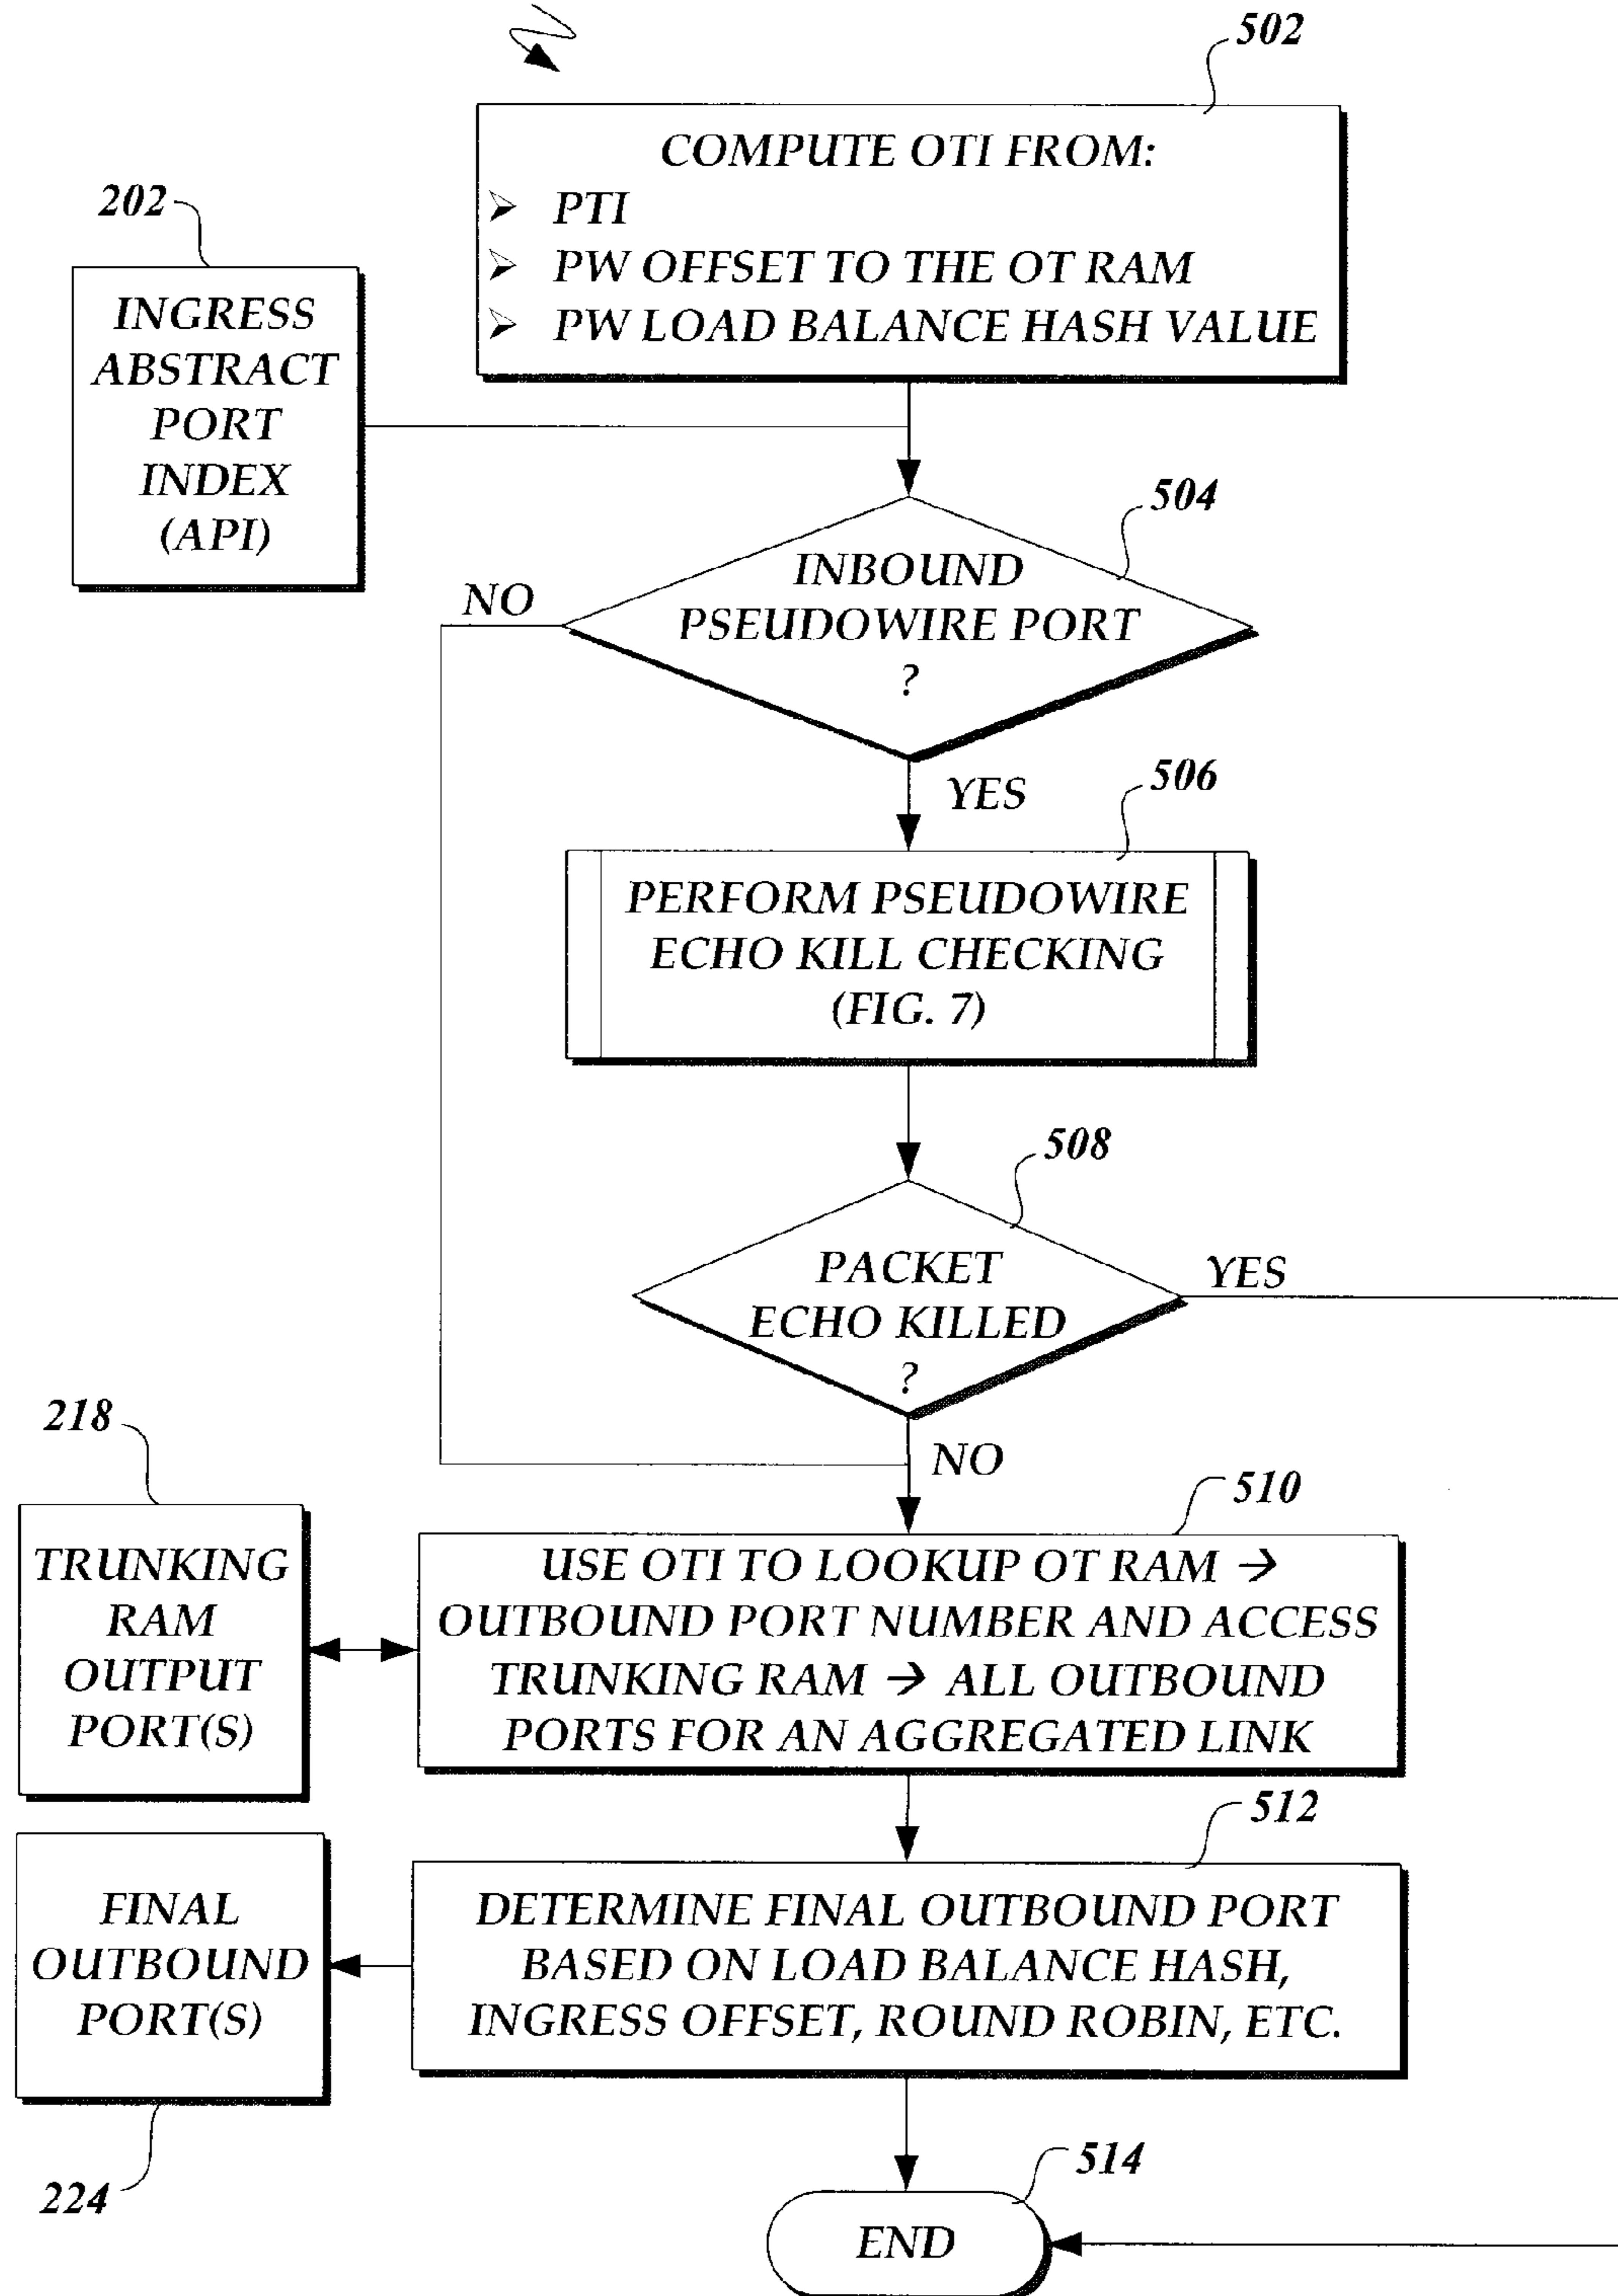 502
COMPUTE OTI FROM:
➢ PTI
➢ PW OFFSET TO THE OT RAM
➢ PW LOAD BALANCE HASH VALUE
202
INGRESS
ABSTRACT
PORT
INDEX
(API)
504
INBOUND
PSEUDOWIRE PORT
?
NO
YES
506
PERFORM PSEUDOWIRE
ECHO KILL CHECKING
(FIG. 7)
508
PACKET
ECHO KILLED
?
YES
NO
218
TRUNKING
RAM
OUTPUT
PORT(S)
510
USE OTI TO LOOKUP OT RAM →
OUTBOUND PORT NUMBER AND ACCESS
TRUNKING RAM → ALL OUTBOUND
PORTS FOR AN AGGREGATED LINK
512
DETERMINE FINAL OUTBOUND PORT
BASED ON LOAD BALANCE HASH,
INGRESS OFFSET, ROUND ROBIN, ETC.
FINAL
OUTBOUND
PORT(S)
224
514
END